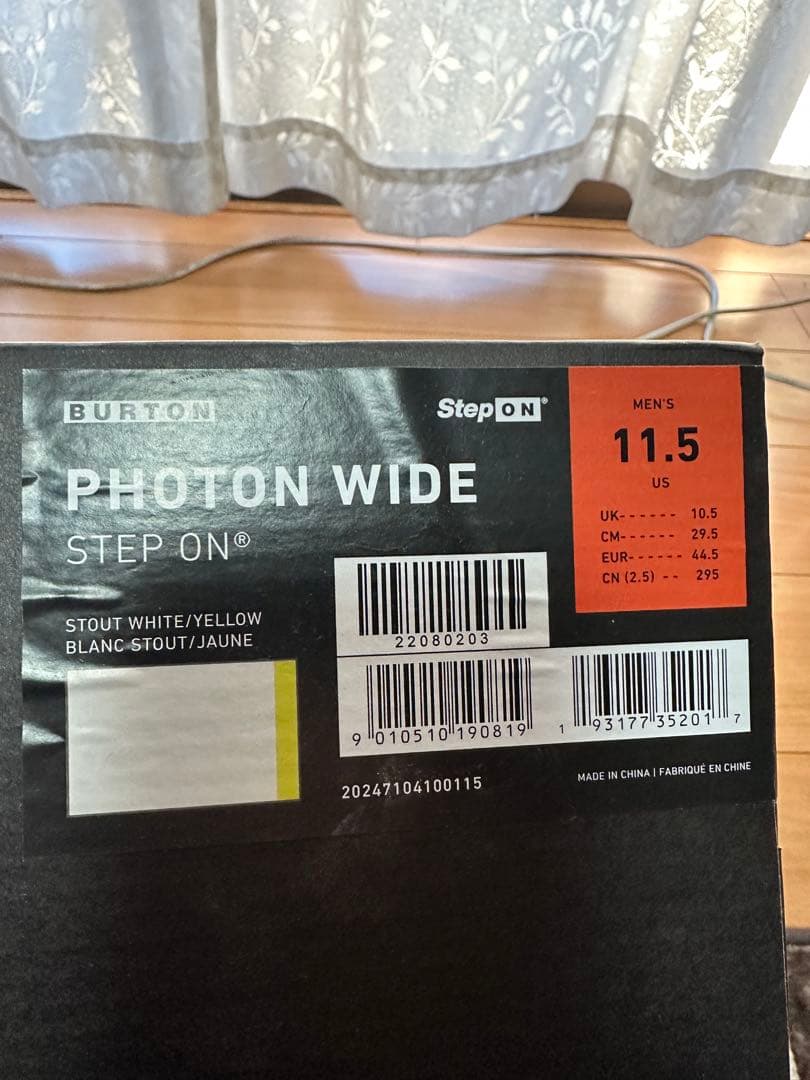 BURTON
StepON®
PHOTON WIDE
STEP ON®
STOUT WHITE/YELLOW
BLANC STOUT/JAUNE
MEN'S
11.5
US
UK------ 10.5
CM------ 29.5
EUR------ 44.5
CN (2.5) -- 295
22080203
9 010510 190819
1 93177 35201 7
20247104100115
MADE IN CHINA | FABRIQUÉ EN CHINE